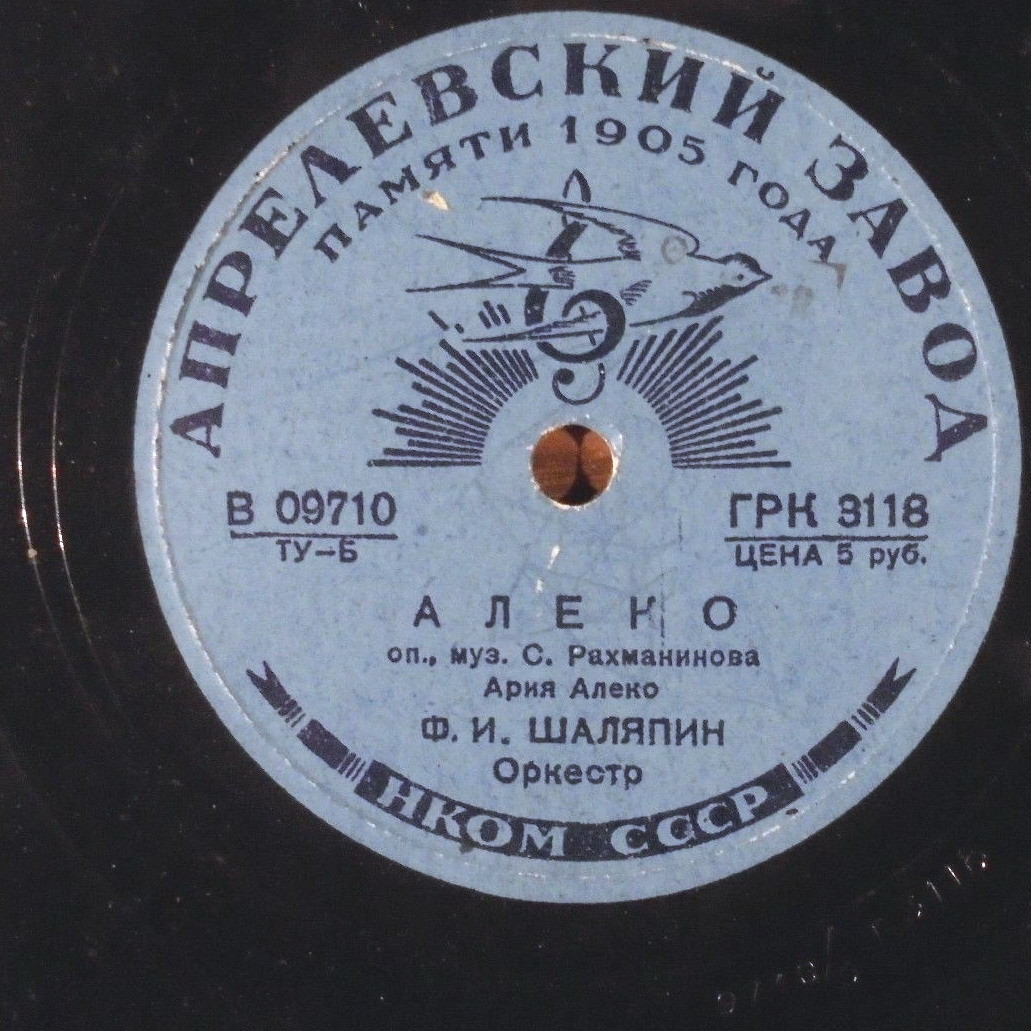 АПРЕЛЕВСКИЙ ЗАВОД
ПАМЯТИ 1905 ГОДА
В 09710
ТУ—Б
ГРК 3118
ЦЕНА 5 руб.
АЛЕКО
оп., муз. С. Рахманинова
Ария Алеко
Ф. И. ШАЛЯПИН
Оркестр
НКОМ СССР